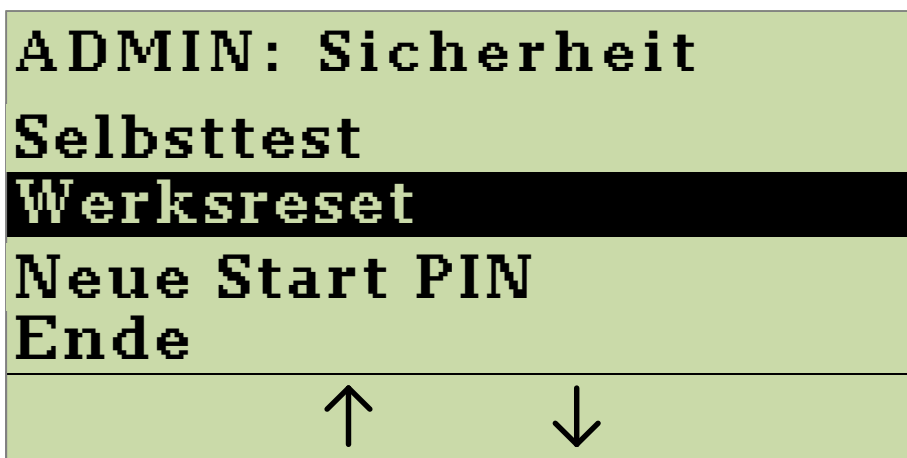 ADMIN: Sicherheit
Selbsttest
Werksreset
Neue Start PIN
Ende
↑ ↓